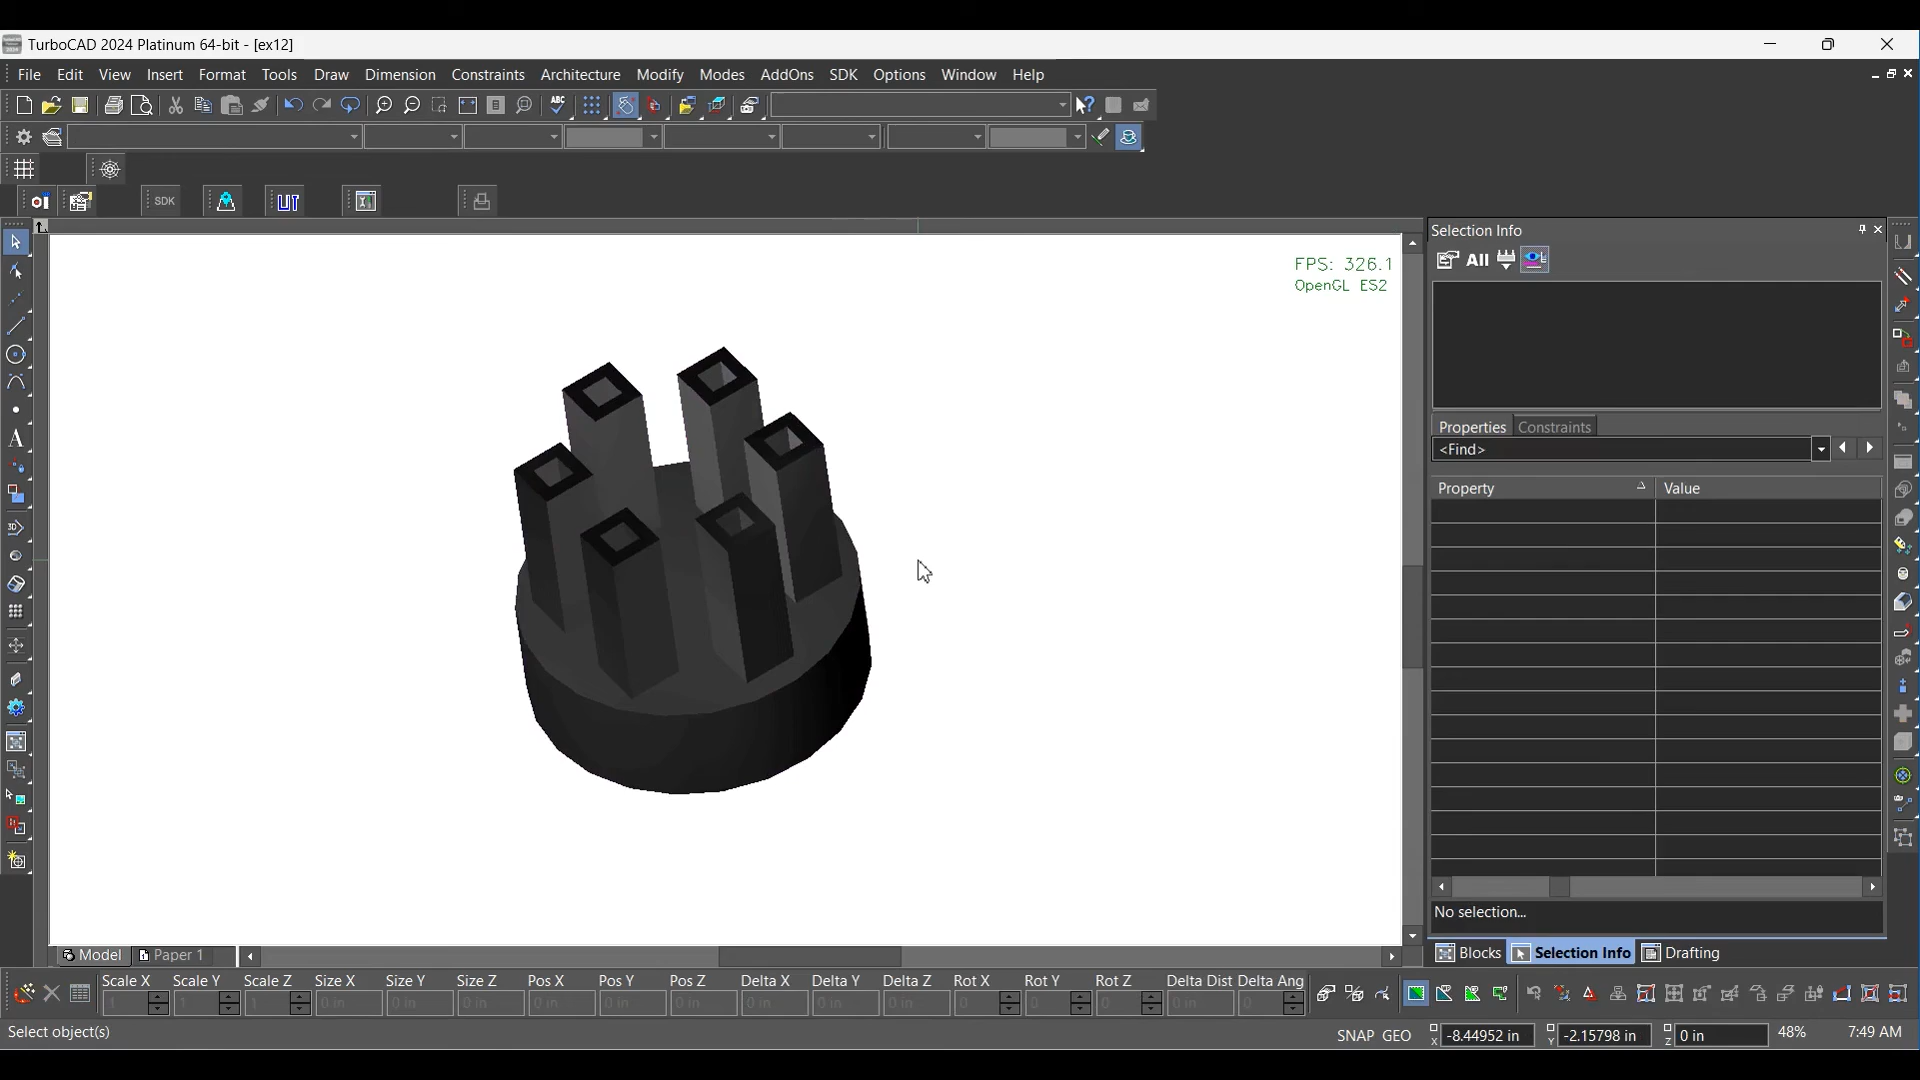 TurboCAD 2024 Platinum 64-bit - [ex12]
File Edit View Insert Format Tools Draw Dimension Constraints Architecture Modify Modes AddOns SDK Options Window Help
SDK
Selection Info
All
FPS: 326.1
OpenGL ES2
Properties Constraints
<Find>
Property Value
No selection...
Blocks Selection Info Drafting
Model Paper 1
Scale X Scale Y Scale Z Size X Size Y Size Z Pos X Pos Y Pos Z Delta X Delta Y Delta Z Rot X Rot Y Rot Z Delta Dist Delta Ang
1 1 1 0 in 0 in 0 in 0 in 0 in 0 in 0 in 0 in 0 in 0 0 0 0 in 0
Select object(s)
SNAP GEO X -8.44952 in Y -2.15798 in Z 0 in 48% 7:49 AM